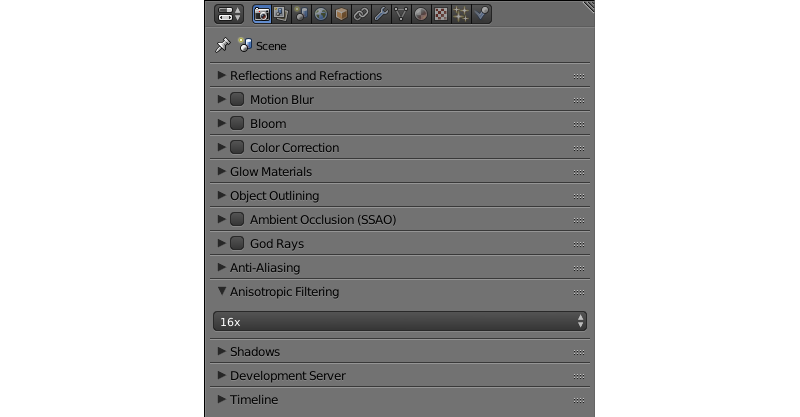 Scene
Reflections and Refractions
Motion Blur
Bloom
Color Correction
Glow Materials
Object Outlining
Ambient Occlusion (SSAO)
God Rays
Anti-Aliasing
Anisotropic Filtering
16x
Shadows
Development Server
Timeline